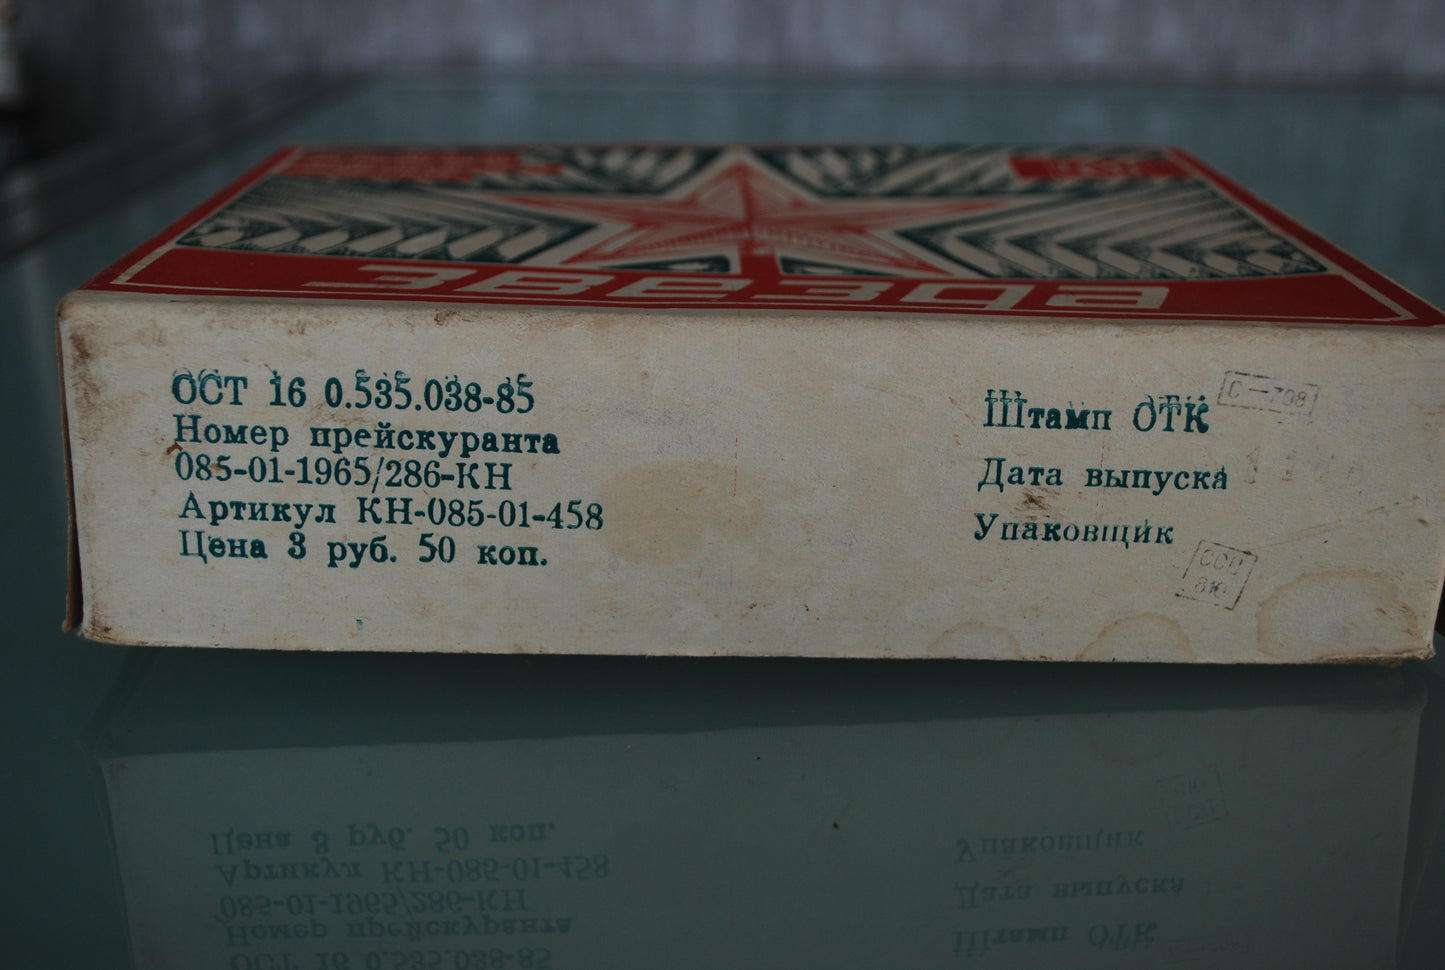 звезда
ОСТ 16 0.535.038-85
Номер прейскуранта
085-01-1965/286-КН
Артикул КН-085-01-458
Цена 3 руб. 50 коп.
Штамп ОТК
Дата выпуска
Упаковщик